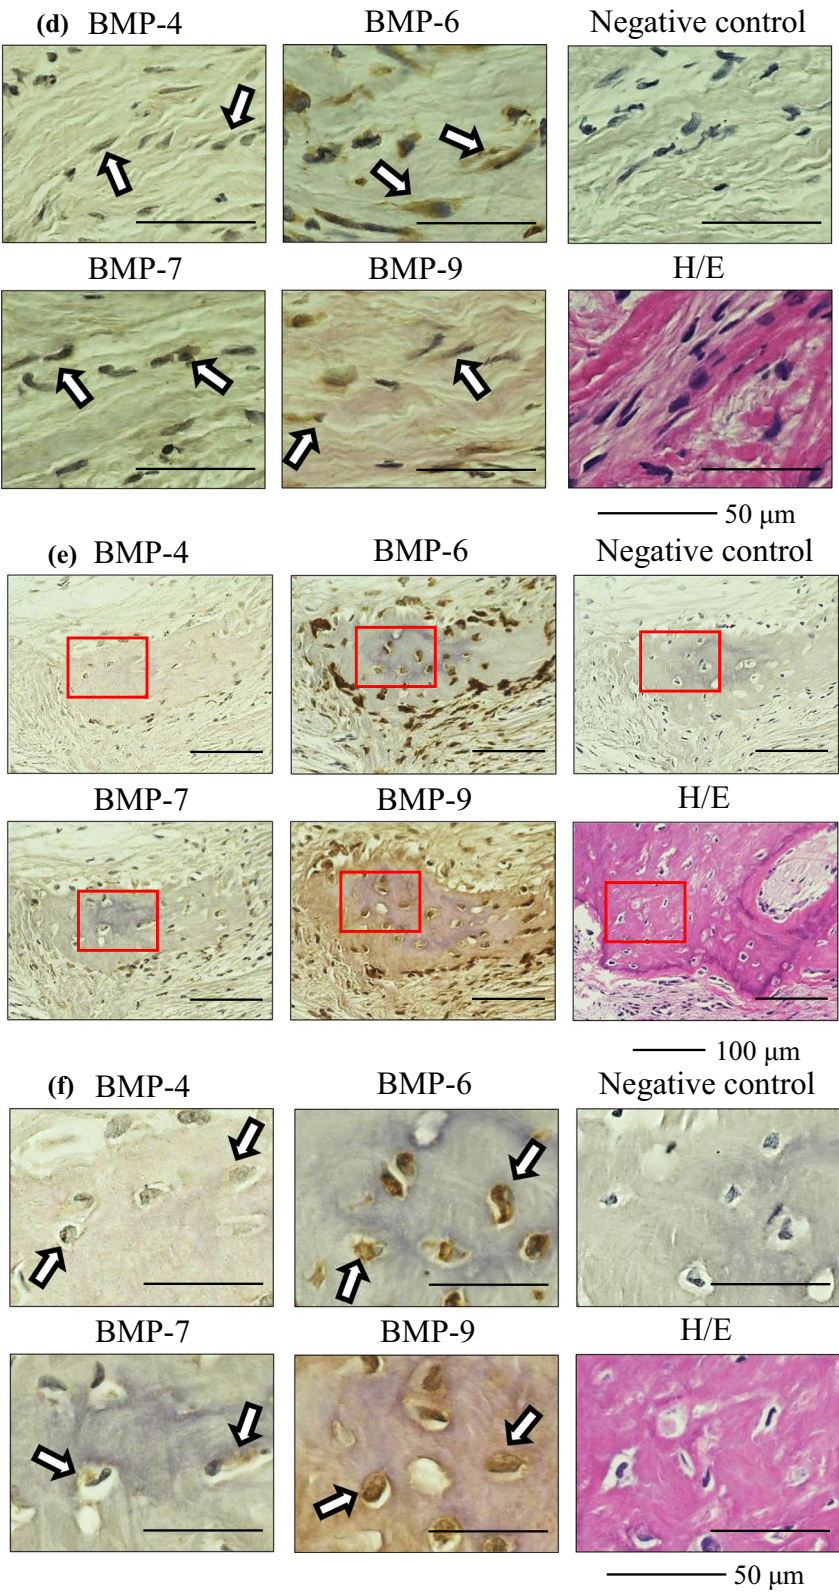 (d) BMP-4 BMP-6 Negative control
BMP-7 BMP-9 H/E
50 μm
(e) BMP-4 BMP-6 Negative control
BMP-7 BMP-9 H/E
100 μm
(f) BMP-4 BMP-6 Negative control
BMP-7 BMP-9 H/E
50 μm